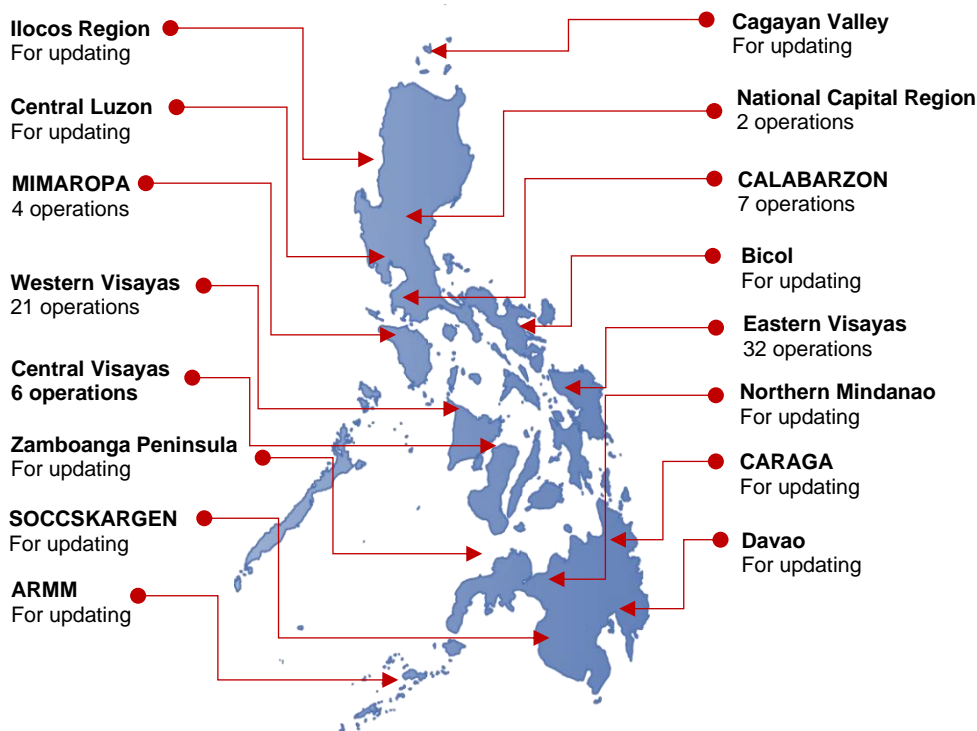 Ilocos Region
For updating
Central Luzon
For updating
MIMAROPA
4 operations
Western Visayas
21 operations
Central Visayas
6 operations
Zamboanga Peninsula
For updating
SOCCSKARGEN
For updating
ARMM
For updating
Cagayan Valley
For updating
National Capital Region
2 operations
CALABARZON
7 operations
Bicol
For updating
Eastern Visayas
32 operations
Northern Mindanao
For updating
CARAGA
For updating
Davao
For updating